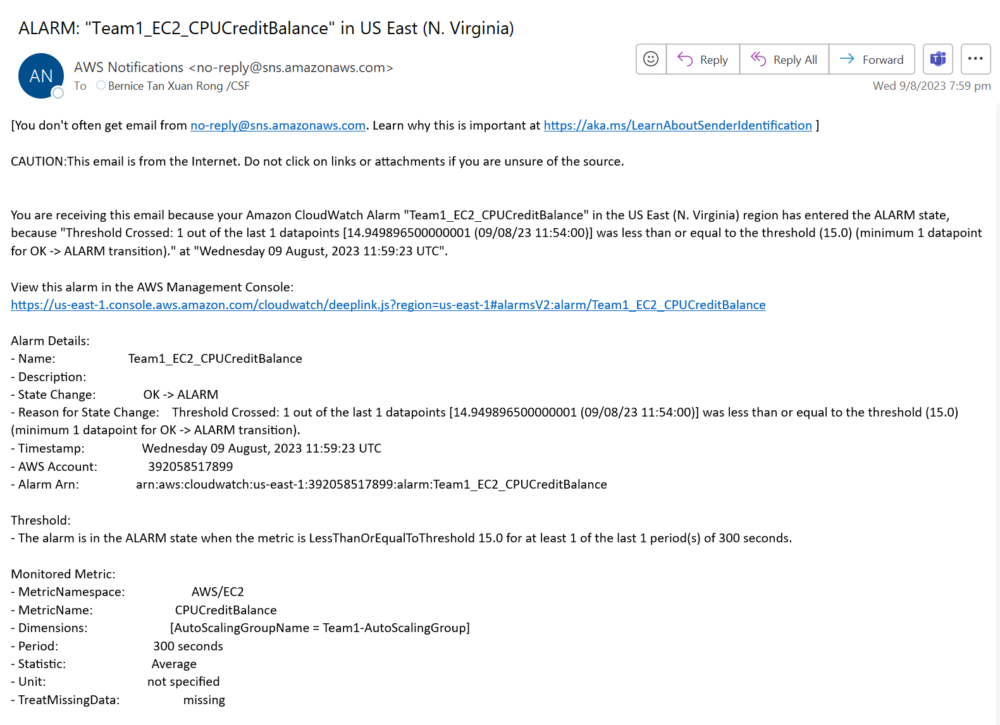 ALARM: "Team1_EC2_CPUCreditBalance" in US East (N. Virginia)
AN
AWS Notifications <no-reply@sns.amazonaws.com>
To Bernice Tan Xuan Rong /CSF
Reply
Reply All
Forward
Wed 9/8/2023 7:59 pm
[You don't often get email from no-reply@sns.amazonaws.com. Learn why this is important at https://aka.ms/LearnAboutSenderIdentification ]
CAUTION:This email is from the Internet. Do not click on links or attachments if you are unsure of the source.
You are receiving this email because your Amazon CloudWatch Alarm "Team1_EC2_CPUCreditBalance" in the US East (N. Virginia) region has entered the ALARM state,
because "Threshold Crossed: 1 out of the last 1 datapoints [14.949896500000001 (09/08/23 11:54:00)] was less than or equal to the threshold (15.0) (minimum 1 datapoint
for OK -> ALARM transition)." at "Wednesday 09 August, 2023 11:59:23 UTC".
View this alarm in the AWS Management Console:
https://us-east-1.console.aws.amazon.com/cloudwatch/deeplink.js?region=us-east-1#alarmsV2:alarm/Team1_EC2_CPUCreditBalance
Alarm Details:
- Name: Team1_EC2_CPUCreditBalance
- Description:
- State Change: OK -> ALARM
- Reason for State Change: Threshold Crossed: 1 out of the last 1 datapoints [14.949896500000001 (09/08/23 11:54:00)] was less than or equal to the threshold (15.0)
(minimum 1 datapoint for OK -> ALARM transition).
- Timestamp: Wednesday 09 August, 2023 11:59:23 UTC
- AWS Account: 392058517899
- Alarm Arn: arn:aws:cloudwatch:us-east-1:392058517899:alarm:Team1_EC2_CPUCreditBalance
Threshold:
- The alarm is in the ALARM state when the metric is LessThanOrEqualToThreshold 15.0 for at least 1 of the last 1 period(s) of 300 seconds.
Monitored Metric:
- MetricNamespace: AWS/EC2
- MetricName: CPUCreditBalance
- Dimensions: [AutoScalingGroupName = Team1-AutoScalingGroup]
- Period: 300 seconds
- Statistic: Average
- Unit: not specified
- TreatMissingData: missing